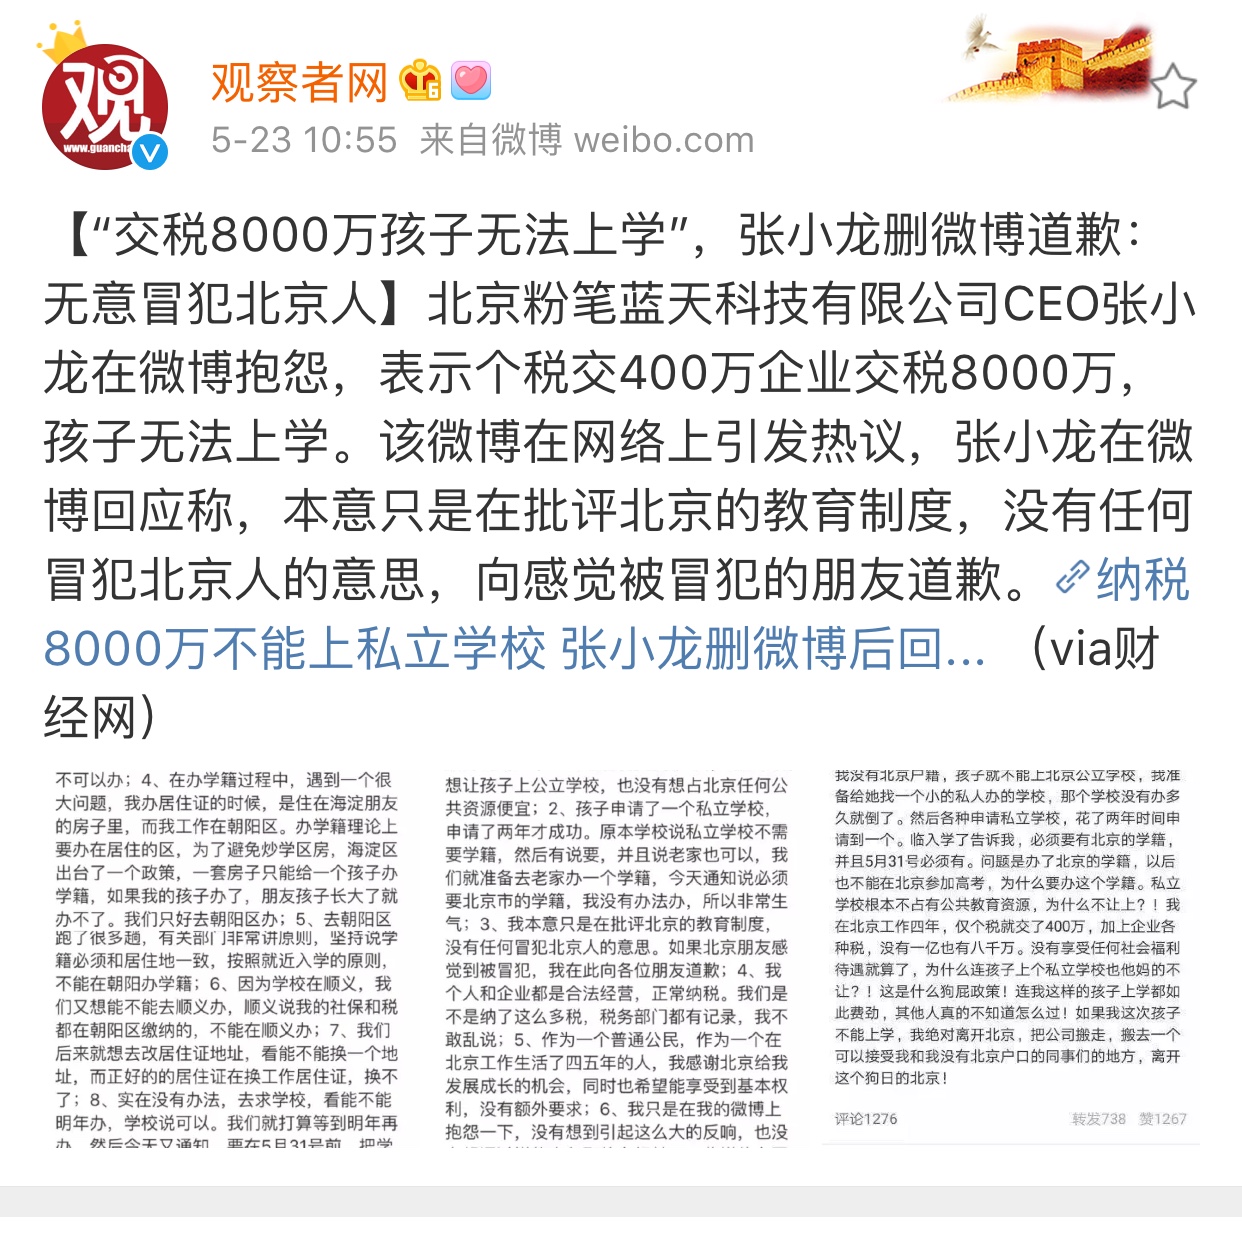 观
www.guancha
观察者网
5-23 10:55 来自微博 weibo.com
【“交税8000万孩子无法上学”，张小龙删微博道歉：
无意冒犯北京人】北京粉笔蓝天科技有限公司CEO张小
龙在微博抱怨，表示个税交400万企业交税8000万，
孩子无法上学。该微博在网络上引发热议，张小龙在微
博回应称，本意只是在批评北京的教育制度，没有任何
冒犯北京人的意思，向感觉被冒犯的朋友道歉。纳税
8000万不能上私立学校 张小龙删微博后回... （via财
经网）
不可以办；4、在办学籍过程中，遇到一个很
大问题，我办居住证的时候，是住在海淀朋友
的房子里，而我工作在朝阳区。办学籍理论上
要办在居住的区，为了避免炒学区房，海淀区
出台了一个政策，一套房子只能给一个孩子办
学籍，如果我的孩子办了，朋友孩子长大了就
办不了。我们只好去朝阳区办；5、去朝阳区
跑了很多趟，有关部门非常讲原则，坚持说学
籍必须和居住地一致，按照就近入学的原则，
不能在朝阳办学籍；6、因为学校在顺义，我
们又想能不能去顺义办，顺义说我的社保和税
都在朝阳区缴纳的，不能在顺义办；7、我们
后来就想去改居住证地址，看能不能换一个地
址，而正好的的居住证在换工作居住证，换不
了；8、实在没有办法，去求学校，看能不能
明年办，学校说可以。我们就打算等到明年再
办，然后今天又通知，要在5月31号前，把学
想让孩子上公立学校，也没有想占北京任何公
共资源便宜；2、孩子申请了一个私立学校，
申请了两年才成功。原本学校说私立学校不需
要学籍，然后有说要，并且说老家也可以，我
们就准备去老家办一个学籍，今天通知说必须
要北京市的学籍，我没有办法办，所以非常生
气；3、我本意只是在批评北京的教育制度，
没有任何冒犯北京人的意思。如果北京朋友感
觉到被冒犯，我在此向各位朋友道歉；4、我
个人和企业都是合法经营，正常纳税。我们是
不是纳了这么多税，税务部门都有记录，我不
敢乱说；5、作为一个普通公民，作为一个在
北京工作生活了四五年的人，我感谢北京给我
发展成长的机会，同时也希望能享受到基本权
利，没有额外要求；6、我只是在我的微博上
抱怨一下，没有想到引起这么大的反响，也没
我没有北京户籍，孩子就不能上北京公立学校，我准
备给她找一个小的私人办的学校，那个学校没有办多
久就倒了。然后各种申请私立学校，花了两年时间申
请到一个。临入学了告诉我，必须要有北京的学籍，
并且5月31号必须有。问题是办了北京的学籍，以后
也不能在北京参加高考，为什么要办这个学籍。私立
学校根本不占有公共教育资源，为什么不让上？！我
在北京工作四年，仅个税就交了400万，加上企业各
种税，没有一亿也有八千万。没有享受任何社会福利
待遇就算了，为什么连孩子上个私立学校也他妈的不
让？！这是什么狗屁政策！连我这样的孩子上学都如
此费劲，其他人真的不知道怎么过！如果我这次孩子
不能上学，我绝对离开北京，把公司搬走，搬去一个
可以接受我和我没有北京户口的同事们的地方，离开
这个狗日的北京！
评论1276 转发738 赞1267